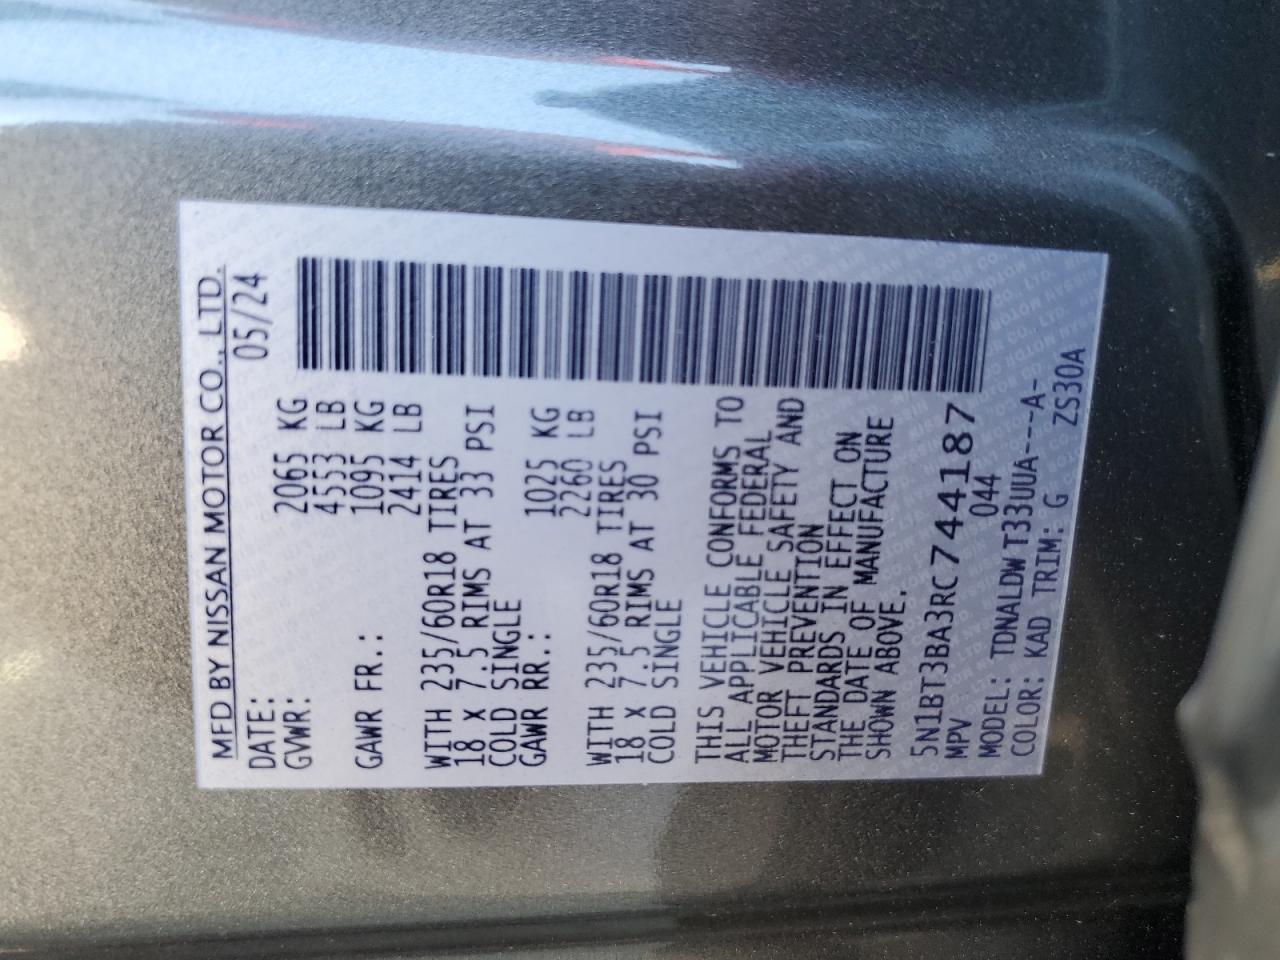 MFD BY NISSAN MOTOR CO., LTD.
DATE: 05/24
GVWR: 2065 KG
4553 LB
GAWR FR.: 1095 KG
2414 LB
WITH 235/60R18 TIRES
18 X 7.5 RIMS AT 33 PSI
COLD SINGLE
GAWR RR.: 1025 KG
2260 LB
WITH 235/60R18 TIRES
18 X 7.5 RIMS AT 30 PSI
COLD SINGLE
THIS VEHICLE CONFORMS TO
ALL APPLICABLE FEDERAL
MOTOR VEHICLE SAFETY AND
THEFT PREVENTION
STANDARDS IN EFFECT ON
THE DATE OF MANUFACTURE
SHOWN ABOVE.
5N1BT3BA3RC744187
MPV 044
MODEL: TDNALDW T33UUA---A-
COLOR: KAD TRIM: G ZS30A